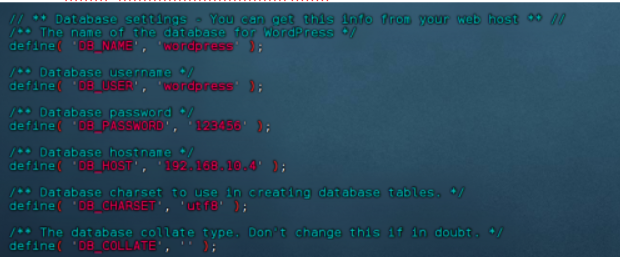 // ** Database settings - You can get this info from your web host ** //
/** The name of the database for WordPress */
define( 'DB_NAME', 'wordpress' );
/** Database username */
define( 'DB_USER', 'wordpress' );
/** Database password */
define( 'DB_PASSWORD', '123456' );
/** Database hostname */
define( 'DB_HOST', '192.168.10.4' );
/** Database charset to use in creating database tables. */
define( 'DB_CHARSET', 'utf8' );
/** The database collate type. Don't change this if in doubt. */
define( 'DB_COLLATE', '' );